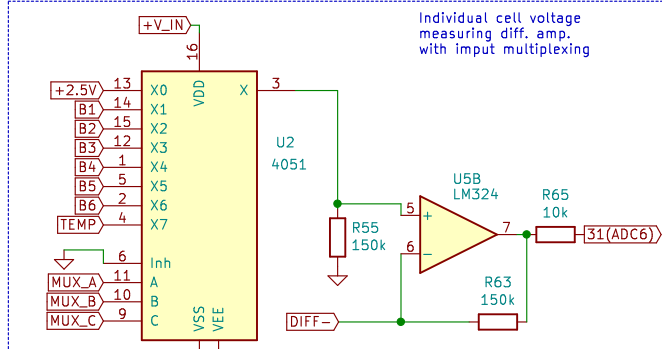 Individual cell voltage
measuring diff. amp.
with imput multiplexing
+V_IN
16
VDD
+2.5V 13 X0 X 3
B1 14 X1
B2 15 X2
B3 12 X3
B4 1 X4
B5 5 X5
B6 2 X6
TEMP 4 X7
6 Inh
MUX_A 11 A
MUX_B 10 B
MUX_C 9 C
VSS
VEE
U2
4051
R55
150k
U5B
LM324
5 +
6 −
7
R65
10k
31(ADC6)
R63
150k
DIFF-